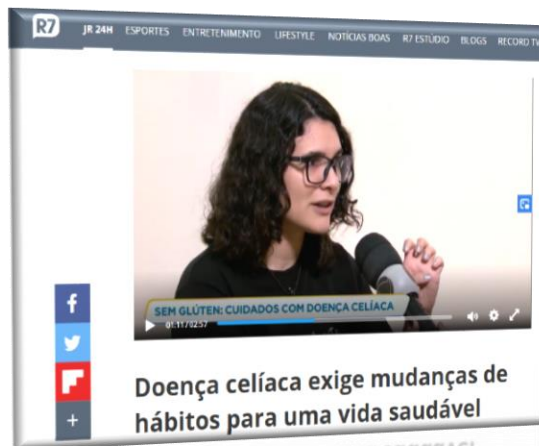 R7 JR 24H ESPORTES ENTRETENIMENTO LIFESTYLE NOTÍCIAS BOAS R7 ESTÚDIO BLOGS RECORD TV
SEM GLÚTEN: CUIDADOS COM DOENÇA CELÍACA
01:11/02:57
Doença celíaca exige mudanças de
hábitos para uma vida saudável